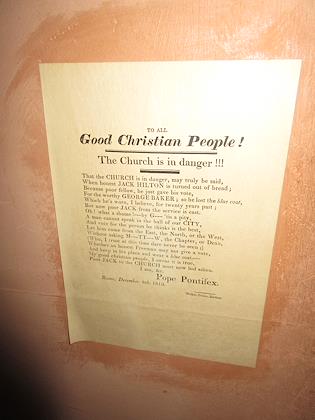 TO ALL
Good Christian People!
The Church is in danger!!!
That the CHURCH is in danger, may truly be said,
When honest JACK HILTON is turned out of bread;
Because poor fellow, he just gave his vote,
For the worthy GEORGE BAKER; so he lost the blue coat,
Which he's worn, I believe, for twenty years past;
But now poor JACK from the service is cast.
Oh! what a shame!—by G—'tis a pity,
A man cannot speak in the hall of our CITY,
And vote for the person he thinks is the best,
Let him come from the East, the North, or the West,
Without asking M—TT—W, the Chapter, or Dean,
(Who, I trust at this time dare never be seen;)
Whether an honest Freeman may not give a vote,
And keep in his place and wear a blue coat.—
My good christian people, I swear it is true,
Poor JACK to the CHURCH must now bid adieu.
I am, &c.
Pope Pontifex.
Rome, December 4th, 1813.